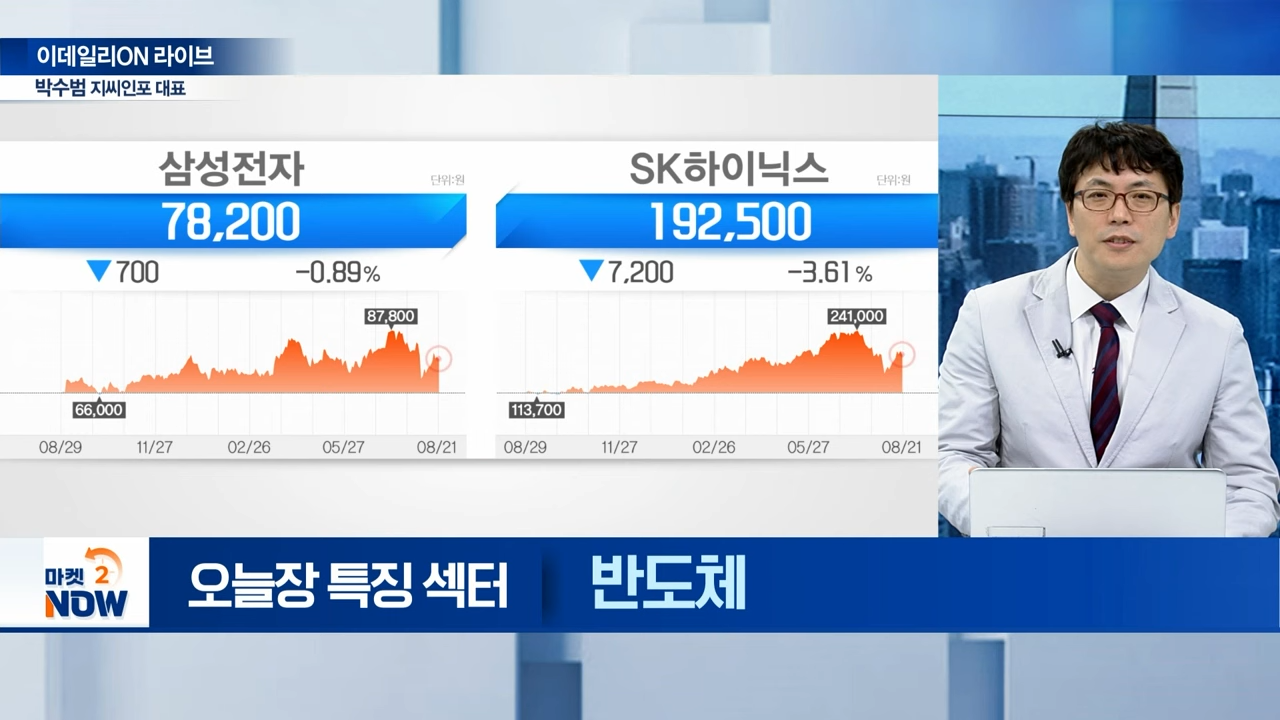 이데일리ON 라이브
박수범 지씨인포 대표
삼성전자
단위:원
78,200
▼700
-0.89%
87,800
66,000
08/29 11/27 02/26 05/27 08/21
SK하이닉스
단위:원
192,500
▼7,200
-3.61%
241,000
113,700
08/29 11/27 02/26 05/27 08/21
마켓 2
NOW
오늘장 특징 섹터
반도체